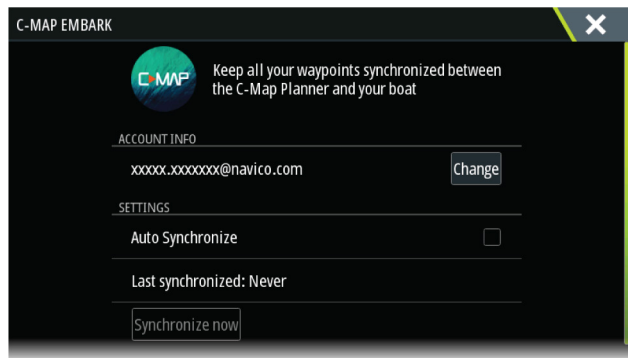 C-MAP EMBARK
C-MAP
Keep all your waypoints synchronized between
the C-Map Planner and your boat
ACCOUNT INFO
xxxxx.xxxxxxx@navico.com
Change
SETTINGS
Auto Synchronize
Last synchronized: Never
Synchronize now